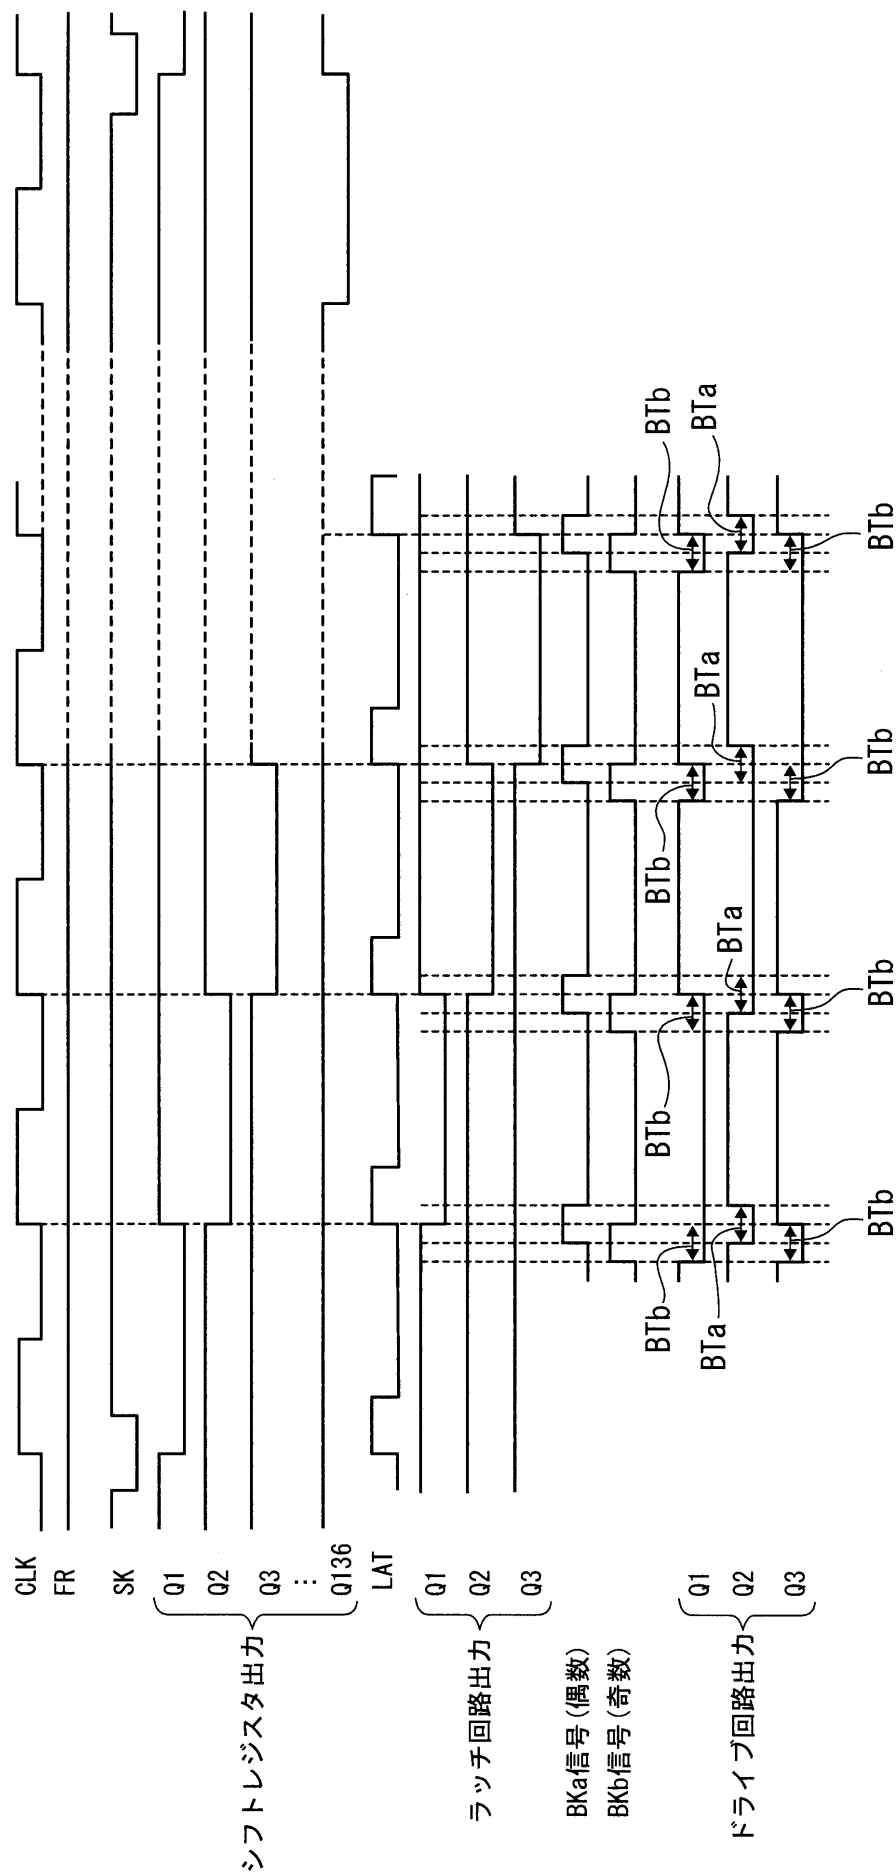 CLK
FR
SK
シフトレジスタ出力
Q1
Q2
Q3
⋮
Q136
LAT
ラッチ回路出力
Q1
Q2
Q3
BKa信号(偶数)
BKb信号(奇数)
ドライブ回路出力
Q1
Q2
Q3
BTb
BTa
BTb
BTb
BTa
BTb
BTb
BTa
BTb
BTb
BTa
BTb